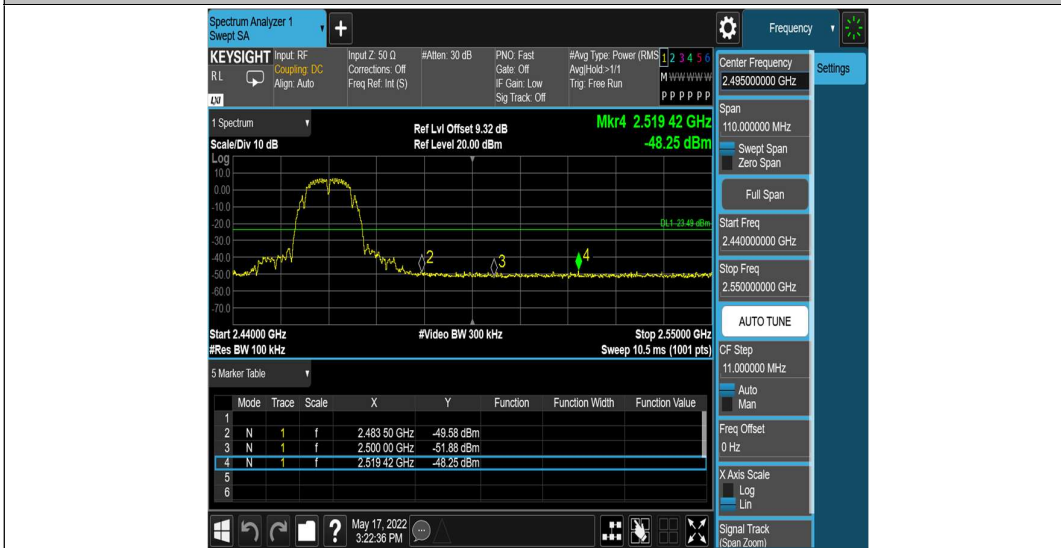 Spectrum Analyzer 1
Swept SA
+
Frequency
KEYSIGHT
RL
LXI
Input: RF
Coupling: DC
Align: Auto
Input Z: 50 Ω
Corrections: Off
Freq Ref: Int (S)
#Atten: 30 dB
PNO: Fast
Gate: Off
IF Gain: Low
Sig Track: Off
#Avg Type: Power (RMS
Avg|Hold:>1/1
Trig: Free Run
1 2 3 4 5 6
M W W W W W
P P P P P P
1 Spectrum
Scale/Div 10 dB
Ref Lvl Offset 9.32 dB
Ref Level 20.00 dBm
Mkr4 2.519 42 GHz
-48.25 dBm
Log
10.0
0.00
-10.0
-20.0
-30.0
-40.0
-50.0
-60.0
-70.0
DL1 -23.49 dBm
2
3
4
Start 2.44000 GHz
#Res BW 100 kHz
#Video BW 300 kHz
Stop 2.55000 GHz
Sweep 10.5 ms (1001 pts)
5 Marker Table
Mode Trace Scale X Y Function Function Width Function Value
1
2 N 1 f 2.483 50 GHz -49.58 dBm
3 N 1 f 2.500 00 GHz -51.88 dBm
4 N 1 f 2.519 42 GHz -48.25 dBm
5
6
May 17, 2022
3:22:36 PM
Center Frequency
2.495000000 GHz
Settings
Span
110.000000 MHz
Swept Span
Zero Span
Full Span
Start Freq
2.440000000 GHz
Stop Freq
2.550000000 GHz
AUTO TUNE
CF Step
11.000000 MHz
Auto
Man
Freq Offset
0 Hz
X Axis Scale
Log
Lin
Signal Track
(Span Zoom)